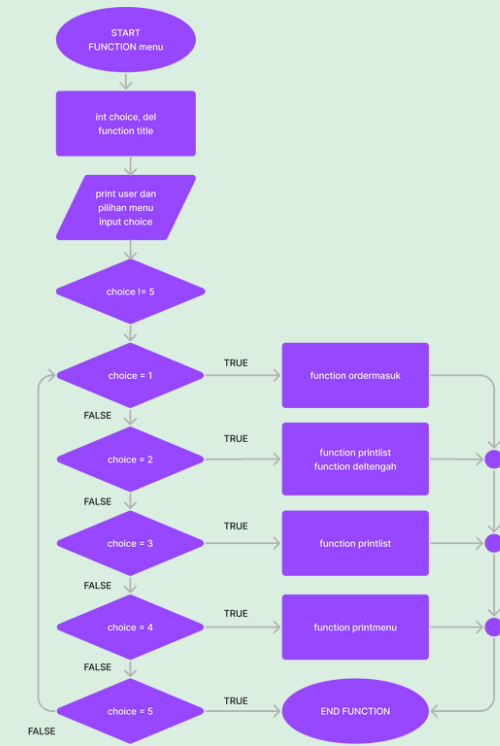 START
FUNCTION menu
int choice, del
function title
print user dan
pilihan menu
input choice
choice != 5
choice = 1
TRUE
function ordermasuk
FALSE
choice = 2
TRUE
function printlist
function deltengah
FALSE
choice = 3
TRUE
function printlist
FALSE
choice = 4
TRUE
function printmenu
FALSE
choice = 5
TRUE
END FUNCTION
FALSE